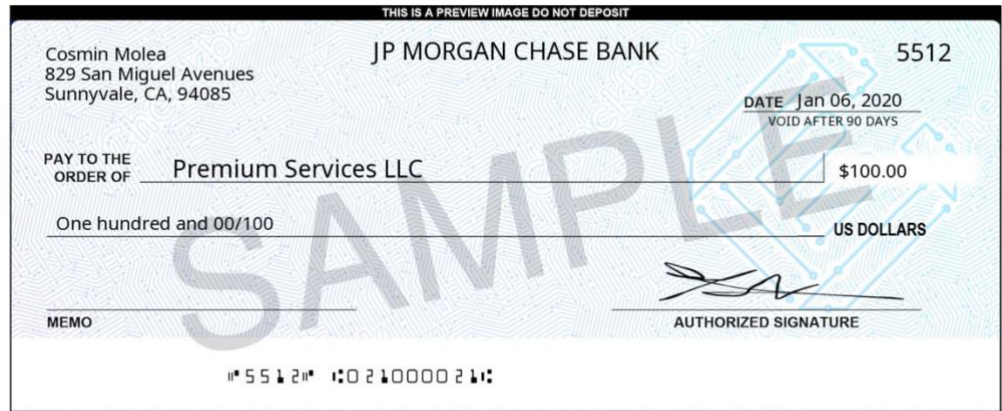 THIS IS A PREVIEW IMAGE DO NOT DEPOSIT
Cosmin Molea
JP MORGAN CHASE BANK
5512
829 San Miguel Avenues
Sunnyvale, CA, 94085
DATE Jan 06, 2020
VOID AFTER 90 DAYS
PAY TO THE
ORDER OF Premium Services LLC $100.00
One hundred and 00/100
US DOLLARS
SAMPLE
MEMO
AUTHORIZED SIGNATURE
⑈5512⑈ ⑆021000021⑆